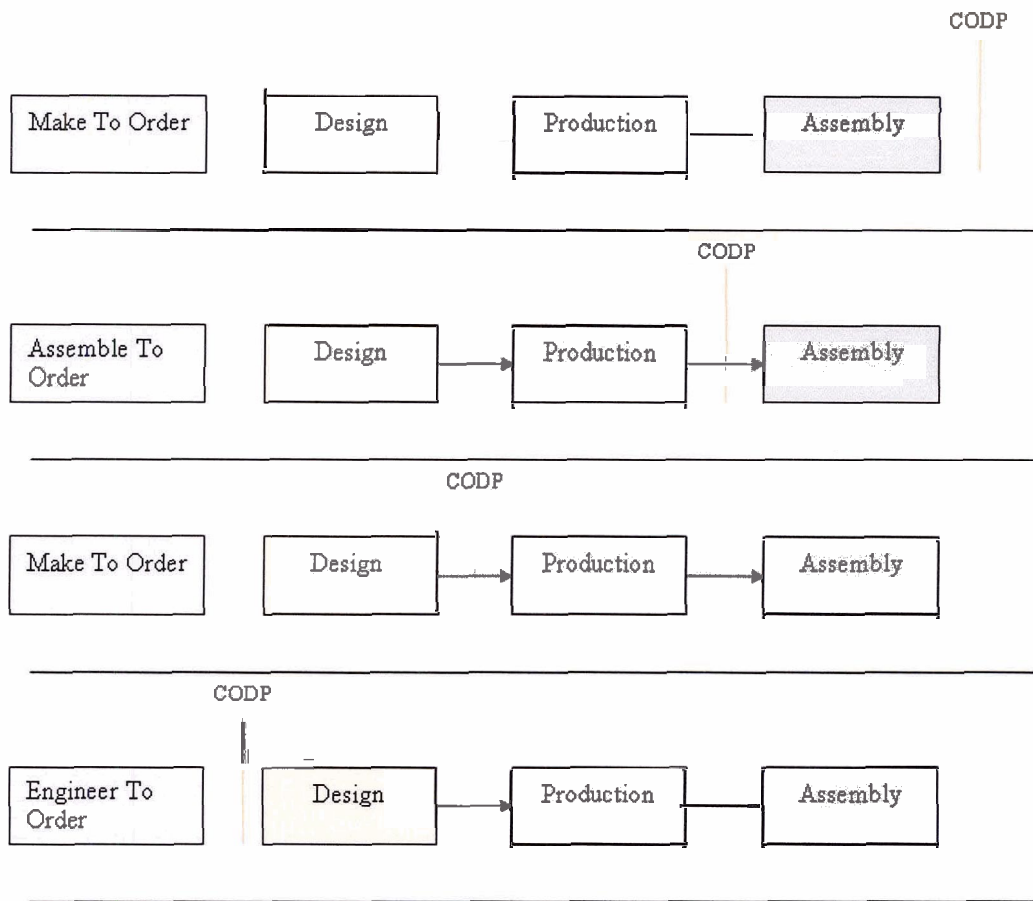 CODP
Make To Order
Design
Production
Assembly
CODP
Assemble To
Order
Design
Production
Assembly
CODP
Make To Order
Design
Production
Assembly
CODP
Engineer To
Order
Design
Production
Assembly